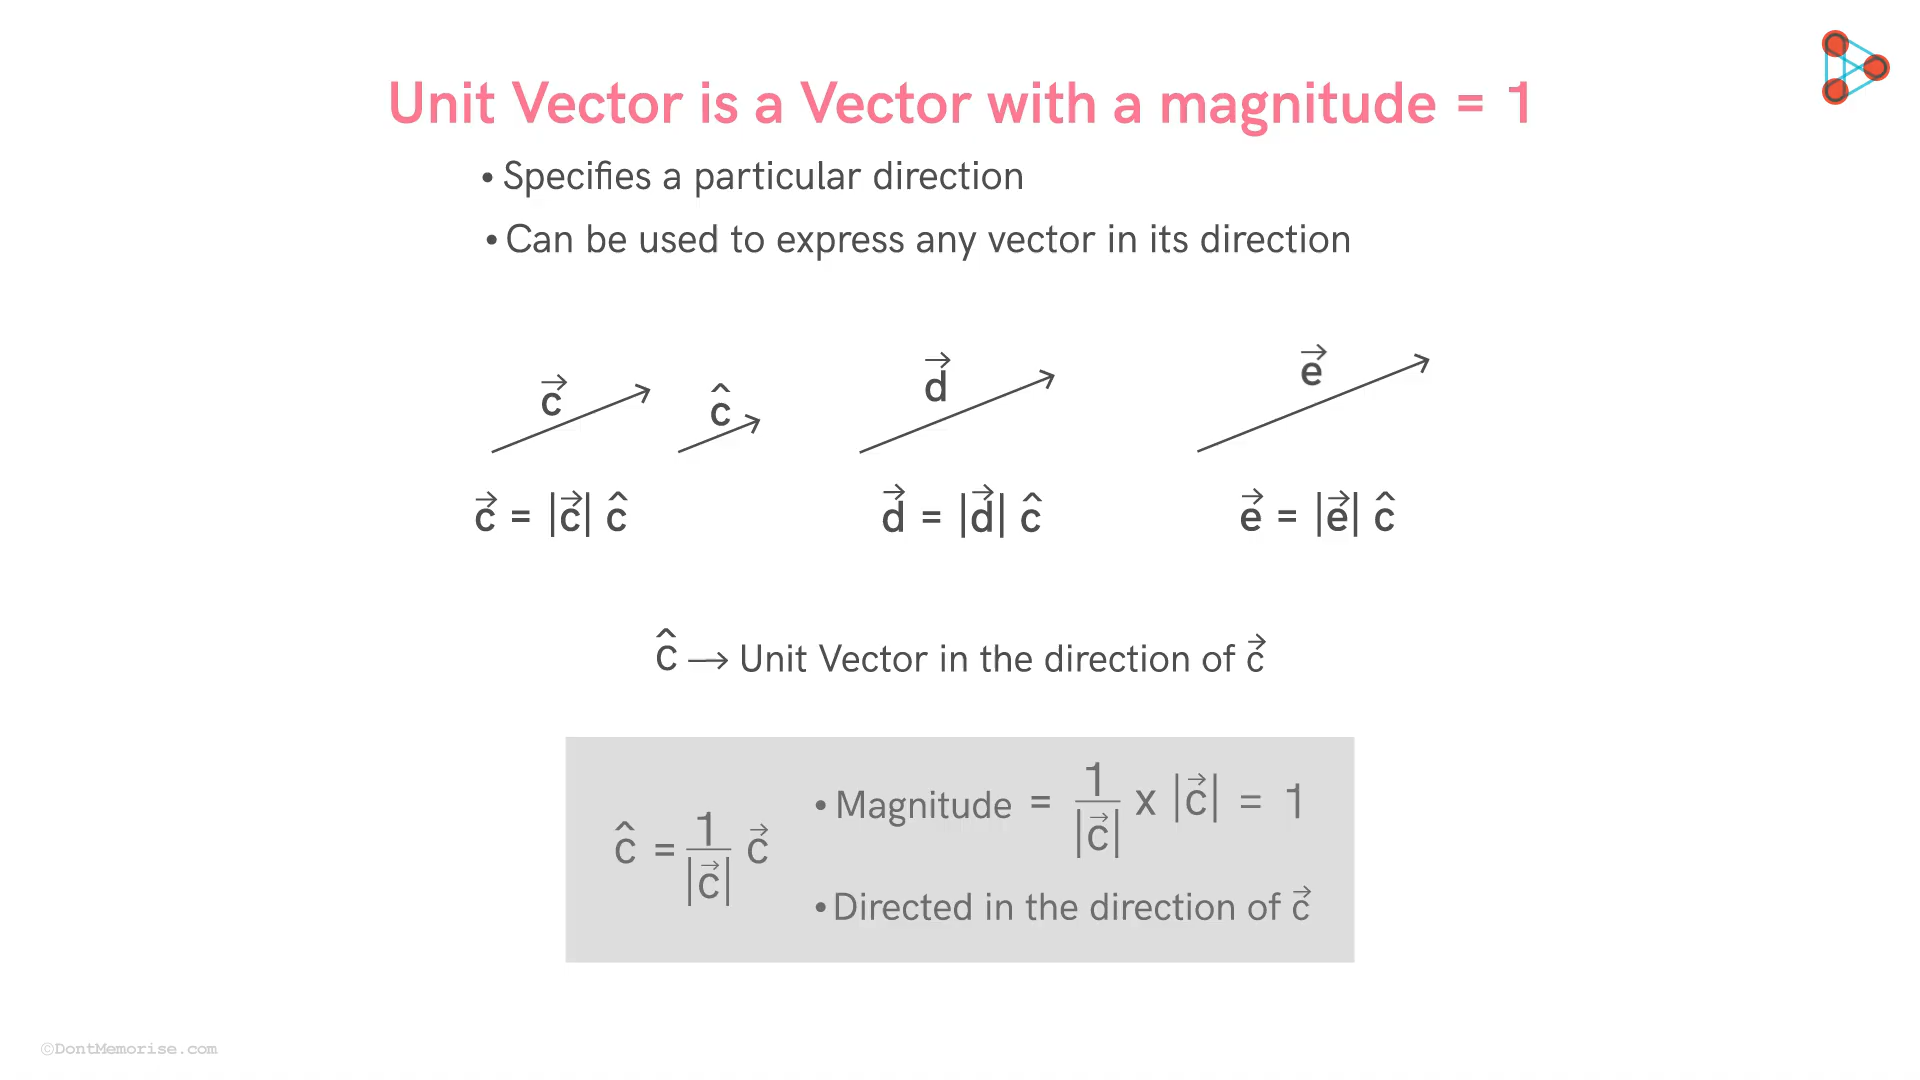 Unit Vector is a Vector with a magnitude = 1
• Specifies a particular direction
• Can be used to express any vector in its direction
c⃗ ĉ d⃗ e⃗
c⃗ = |c⃗| ĉ d⃗ = |d⃗| ĉ e⃗ = |e⃗| ĉ
ĉ → Unit Vector in the direction of c⃗
ĉ = 1/|c⃗| c⃗
• Magnitude = 1/|c⃗| x |c⃗| = 1
• Directed in the direction of c⃗
©DontMemorise.com